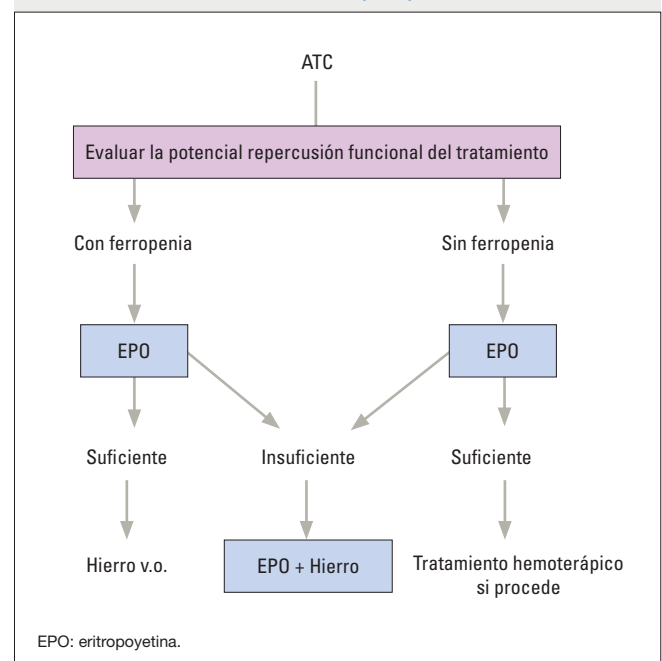 ATC
Evaluar la potencial repercusión funcional del tratamiento
Con ferropenia
Sin ferropenia
EPO
EPO
Suficiente
Insuficiente
Suficiente
Hierro v.o.
EPO + Hierro
Tratamiento hemoterápico
si procede
EPO: eritropoyetina.